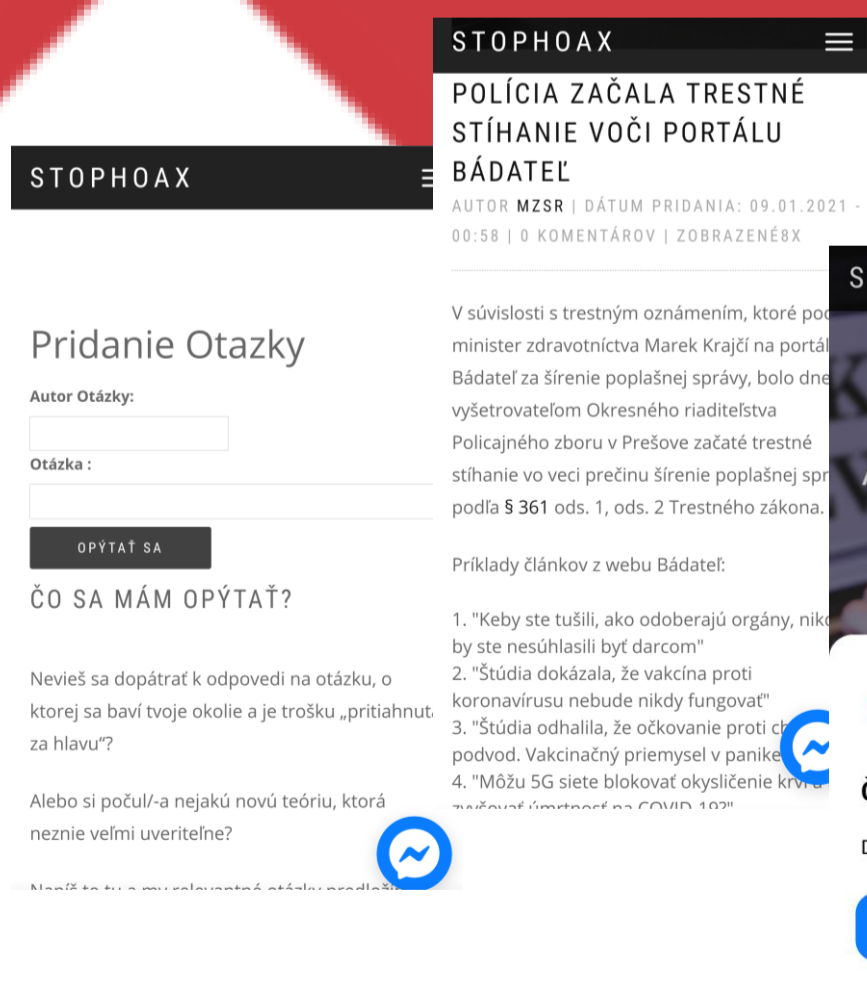 STOPHOAX
Pridanie Otazky
Autor Otázky:
Otázka :
OPÝTAŤ SA
ČO SA MÁM OPÝTAŤ?
Nevieš sa dopátrať k odpovedi na otázku, o
ktorej sa baví tvoje okolie a je trošku „pritiahnutá
za hlavu“?
Alebo si počul/-a nejakú novú teóriu, ktorá
neznie veľmi uveriteľne?
STOPHOAX
POLÍCIA ZAČALA TRESTNÉ
STÍHANIE VOČI PORTÁLU
BÁDATEĽ
AUTOR MZSR | DÁTUM PRIDANIA: 09.01.2021 -
00:58 | 0 KOMENTÁROV | ZOBRAZENÉ8X
V súvislosti s trestným oznámením, ktoré
minister zdravotníctva Marek Krajčí na portál
Bádateľ za šírenie poplašnej správy, bolo
vyšetrovateľom Okresného riaditeľstva
Policajného zboru v Prešove začaté trestné
stíhanie vo veci prečinu šírenie poplašnej
podľa § 361 ods. 1, ods. 2 Trestného zákona.
Príklady článkov z webu Bádateľ:
1. "Keby ste tušili, ako odoberajú orgány,
by ste nesúhlasili byť darcom"
2. "Štúdia dokázala, že vakcína proti
koronavírusu nebude nikdy fungovať"
3. "Štúdia odhalila, že očkovanie proti
podvod. Vakcinačný priemysel v panike
4. "Môžu 5G siete blokovať okysličenie krvi a
zvyšovať úmrtnosť na COVID-19?"